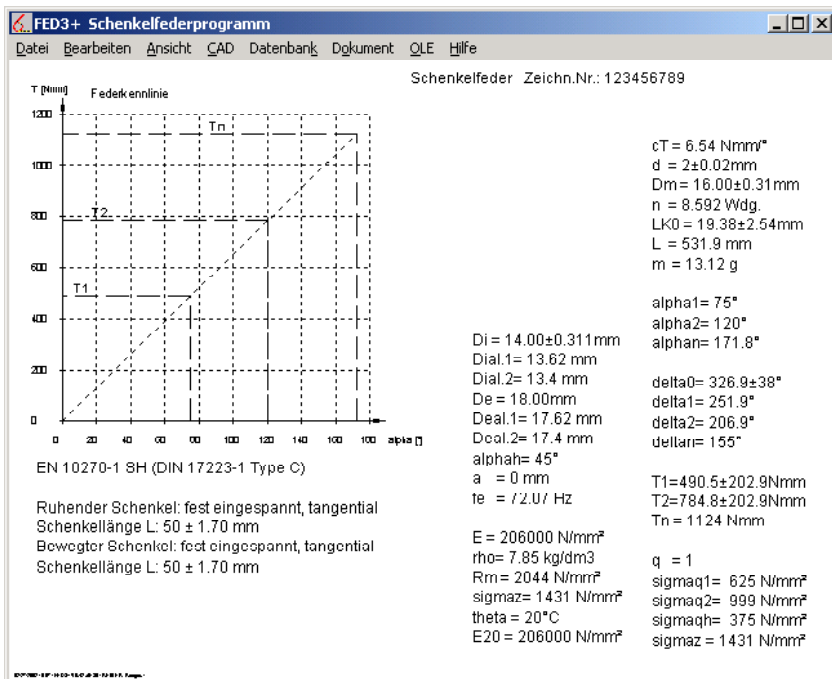 FED3+ Schenkelfederprogramm
Datei Bearbeiten Ansicht CAD Datenbank Dokument OLE Hilfe
Schenkelfeder Zeichn.Nr.: 123456789
T [Nmm]
Federkennlinie
1200
1000
800
600
400
200
0
Tn
T2
T1
0 20 40 60 80 100 120 140 160 180 alpha [°]
EN 10270-1 SH (DIN 17223-1 Type C)
Ruhender Schenkel: fest eingespannt, tangential
Schenkellänge L: 50 ± 1.70 mm
Bewegter Schenkel: fest eingespannt, tangential
Schenkellänge L: 50 ± 1.70 mm
Di = 14.00±0.311mm
Dial.1= 13.62 mm
Dial.2= 13.4 mm
De = 18.00mm
Deal.1= 17.62 mm
Deal.2= 17.4 mm
alphah= 45°
a = 0 mm
fe = 72.07 Hz
E = 206000 N/mm²
rho= 7.85 kg/dm3
Rm = 2044 N/mm²
sigmaz= 1431 N/mm²
theta = 20°C
E20 = 206000 N/mm²
cT = 6.54 Nmm/°
d = 2±0.02mm
Dm = 16.00±0.31mm
n = 8.592 Wdg.
LK0 = 19.38±2.54mm
L = 531.9 mm
m = 13.12 g
alpha1= 75°
alpha2= 120°
alphan= 171.8°
delta0= 326.9±38°
delta1= 251.9°
delta2= 206.9°
deltan= 155°
T1=490.5±202.9Nmm
T2=784.8±202.9Nmm
Tn = 1124 Nmm
q = 1
sigmaq1= 625 N/mm²
sigmaq2= 999 N/mm²
sigmaqh= 375 N/mm²
sigmaz = 1431 N/mm²